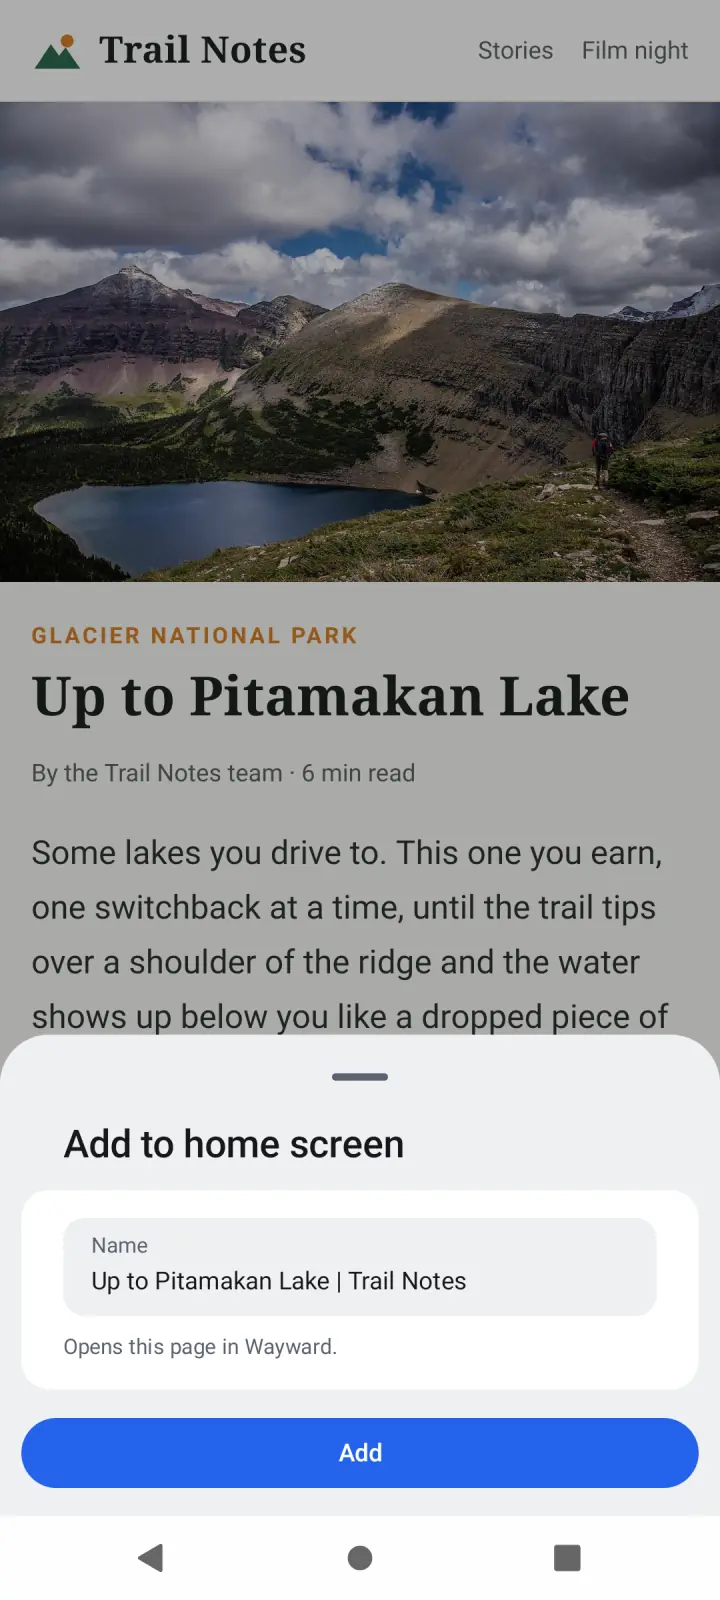 Trail Notes
Stories
Film night
GLACIER NATIONAL PARK
Up to Pitamakan Lake
By the Trail Notes team · 6 min read
Some lakes you drive to. This one you earn,
one switchback at a time, until the trail tips
over a shoulder of the ridge and the water
shows up below you like a dropped piece of
Add to home screen
Name
Up to Pitamakan Lake | Trail Notes
Opens this page in Wayward.
Add